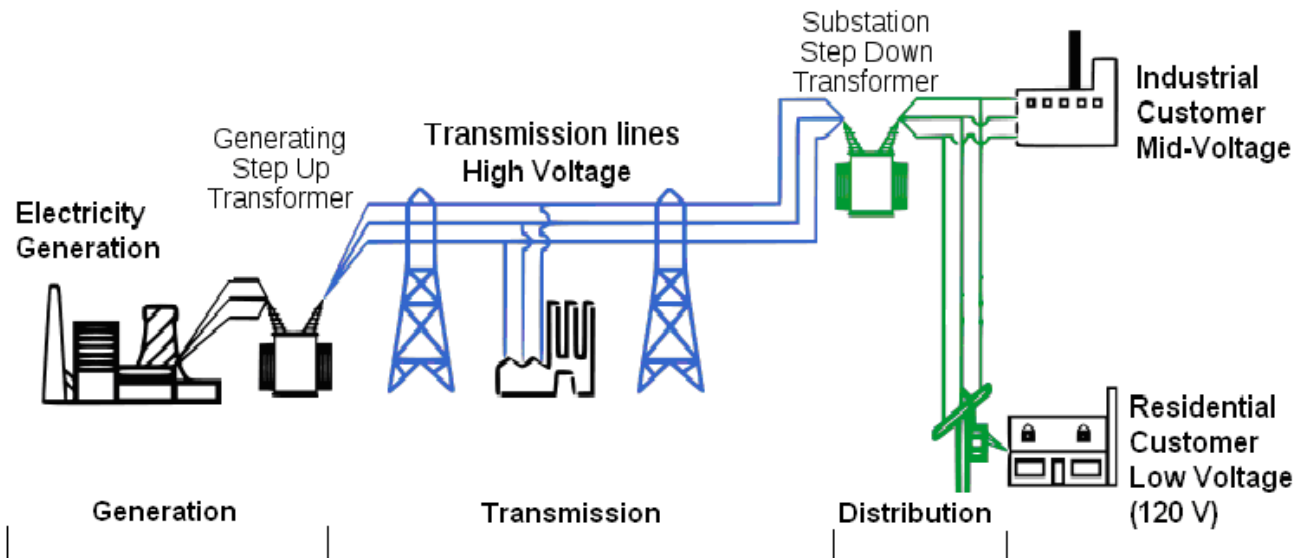 Substation
Step Down
Transformer
Industrial
Customer
Mid-Voltage
Generating
Step Up
Transformer
Transmission lines
High Voltage
Electricity
Generation
Residential
Customer
Low Voltage
(120 V)
Generation
Transmission
Distribution